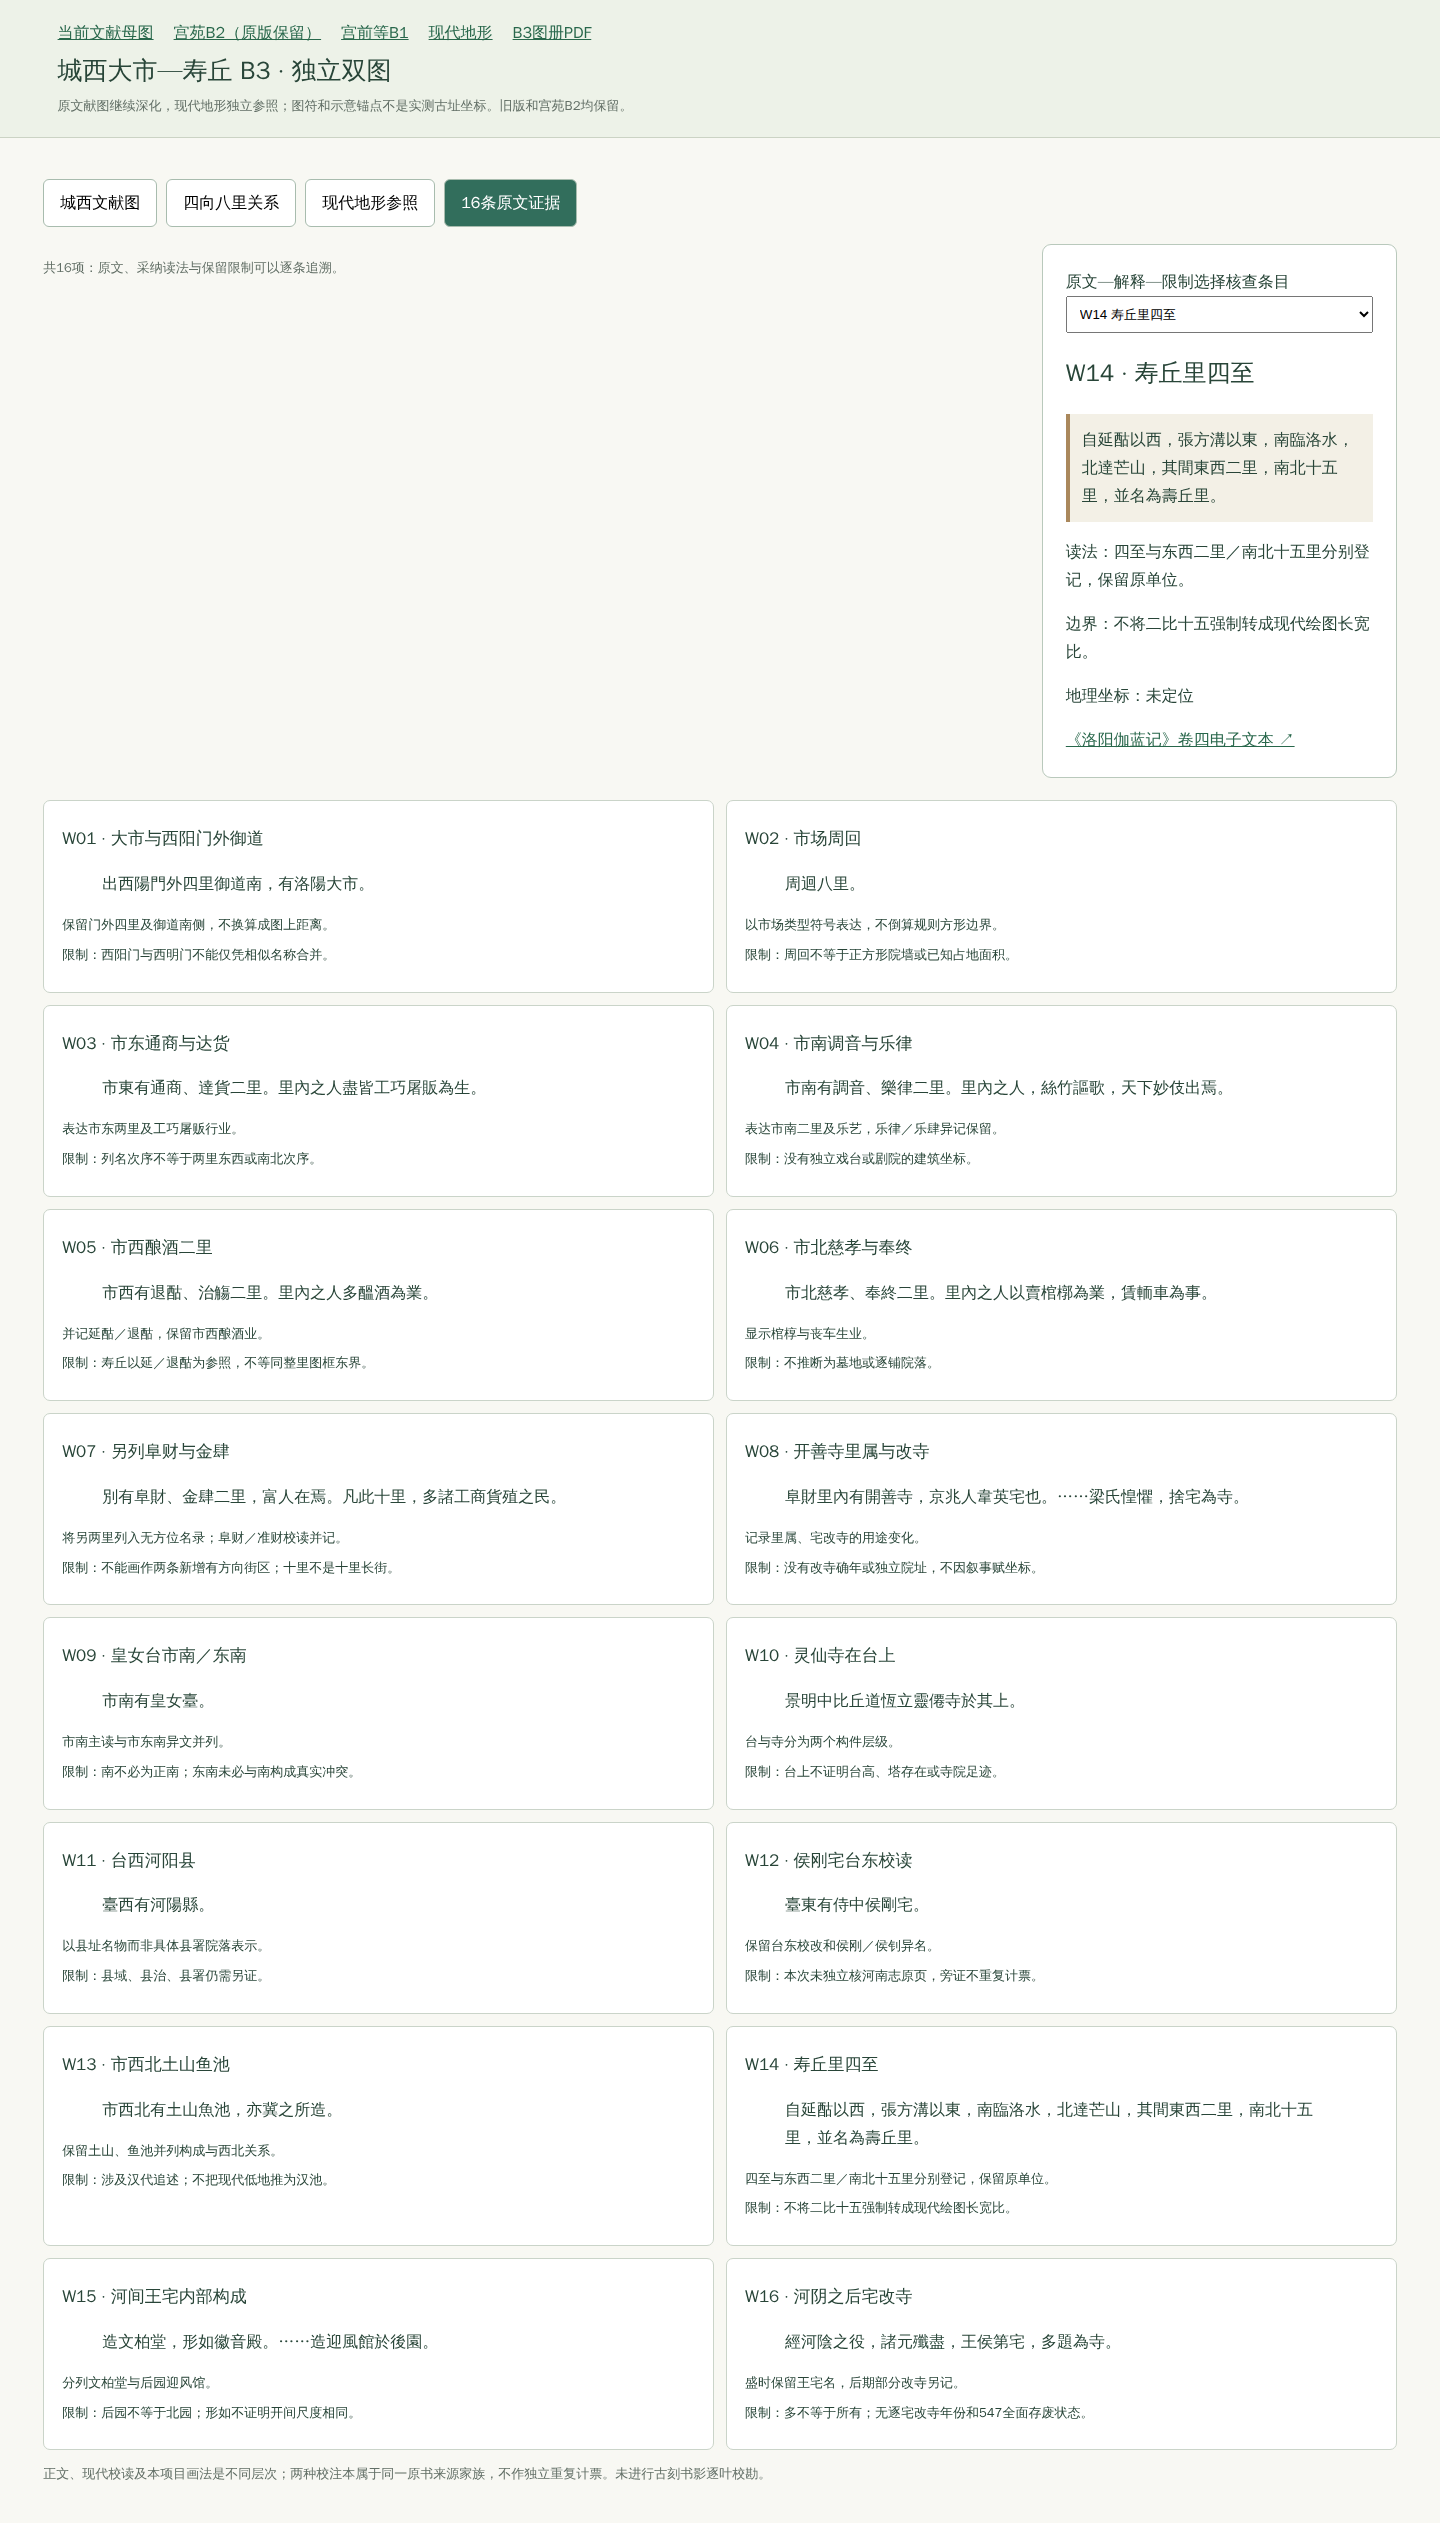 当前文献母图 宫苑B2（原版保留） 宫前等B1 现代地形 B3图册PDF
城西大市—寿丘 B3 · 独立双图
原文献图继续深化，现代地形独立参照；图符和示意锚点不是实测古址坐标。旧版和宫苑B2均保留。
城西文献图 四向八里关系 现代地形参照 16条原文证据
共16项：原文、采纳读法与保留限制可以逐条追溯。
原文—解释—限制选择核查条目
W14 寿丘里四至
W14 · 寿丘里四至
自延酤以西，張方溝以東，南臨洛水，
北達芒山，其間東西二里，南北十五
里，並名為壽丘里。
读法：四至与东西二里／南北十五里分别登
记，保留原单位。
边界：不将二比十五强制转成现代绘图长宽
比。
地理坐标：未定位
《洛阳伽蓝记》卷四电子文本 ↗
W01 · 大市与西阳门外御道
出西陽門外四里御道南，有洛陽大市。
保留门外四里及御道南侧，不换算成图上距离。
限制：西阳门与西明门不能仅凭相似名称合并。
W02 · 市场周回
周迴八里。
以市场类型符号表达，不倒算规则方形边界。
限制：周回不等于正方形院墙或已知占地面积。
W03 · 市东通商与达货
市東有通商、達貨二里。里內之人盡皆工巧屠販為生。
表达市东两里及工巧屠贩行业。
限制：列名次序不等于两里东西或南北次序。
W04 · 市南调音与乐律
市南有調音、樂律二里。里內之人，絲竹謳歌，天下妙伎出焉。
表达市南二里及乐艺，乐律／乐肆异记保留。
限制：没有独立戏台或剧院的建筑坐标。
W05 · 市西酿酒二里
市西有退酤、治觴二里。里內之人多醞酒為業。
并记延酤／退酤，保留市西酿酒业。
限制：寿丘以延／退酤为参照，不等同整里图框东界。
W06 · 市北慈孝与奉终
市北慈孝、奉終二里。里內之人以賣棺槨為業，賃輀車為事。
显示棺椁与丧车生业。
限制：不推断为墓地或逐铺院落。
W07 · 另列阜财与金肆
別有阜財、金肆二里，富人在焉。凡此十里，多諸工商貨殖之民。
将另两里列入无方位名录；阜财／准财校读并记。
限制：不能画作两条新增有方向街区；十里不是十里长街。
W08 · 开善寺里属与改寺
阜財里內有開善寺，京兆人韋英宅也。……梁氏惶懼，捨宅為寺。
记录里属、宅改寺的用途变化。
限制：没有改寺确年或独立院址，不因叙事赋坐标。
W09 · 皇女台市南／东南
市南有皇女臺。
市南主读与市东南异文并列。
限制：南不必为正南；东南未必与南构成真实冲突。
W10 · 灵仙寺在台上
景明中比丘道恆立靈僊寺於其上。
台与寺分为两个构件层级。
限制：台上不证明台高、塔存在或寺院足迹。
W11 · 台西河阳县
臺西有河陽縣。
以县址名物而非具体县署院落表示。
限制：县域、县治、县署仍需另证。
W12 · 侯刚宅台东校读
臺東有侍中侯剛宅。
保留台东校改和侯刚／侯钊异名。
限制：本次未独立核河南志原页，旁证不重复计票。
W13 · 市西北土山鱼池
市西北有土山魚池，亦冀之所造。
保留土山、鱼池并列构成与西北关系。
限制：涉及汉代追述；不把现代低地推为汉池。
W14 · 寿丘里四至
自延酤以西，張方溝以東，南臨洛水，北達芒山，其間東西二里，南北十五
里，並名為壽丘里。
四至与东西二里／南北十五里分别登记，保留原单位。
限制：不将二比十五强制转成现代绘图长宽比。
W15 · 河间王宅内部构成
造文柏堂，形如徽音殿。……造迎風館於後園。
分列文柏堂与后园迎风馆。
限制：后园不等于北园；形如不证明开间尺度相同。
W16 · 河阴之后宅改寺
經河陰之役，諸元殲盡，王侯第宅，多題為寺。
盛时保留王宅名，后期部分改寺另记。
限制：多不等于所有；无逐宅改寺年份和547全面存废状态。
正文、现代校读及本项目画法是不同层次；两种校注本属于同一原书来源家族，不作独立重复计票。未进行古刻书影逐叶校勘。